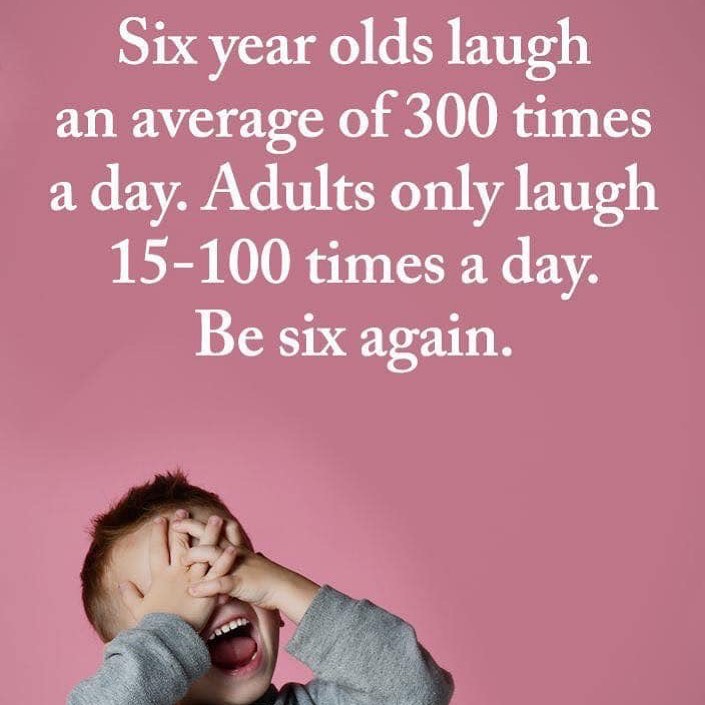 Six year olds laugh
an average of 300 times
a day. Adults only laugh
15-100 times a day.
Be six again.